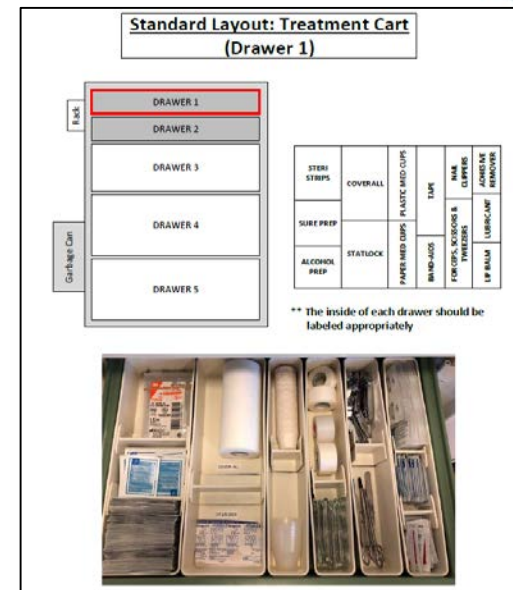 Standard Layout: Treatment Cart
(Drawer 1)
Rack
DRAWER 1
DRAWER 2
DRAWER 3
DRAWER 4
DRAWER 5
Garbage Can
STERI
STRIPS
SURE PREP
ALCOHOL
PREP
COVERALL
STATLOCK
PLASTIC MED CUPS
PAPER MED CUPS
TAPE
BAND-AIDS
NAIL
CLIPPERS
FORCEPS, SCISSORS &
TWEEZERS
ADHESIVE
REMOVER
LUBRICANT
LIP BALM
** The inside of each drawer should be
labeled appropriately